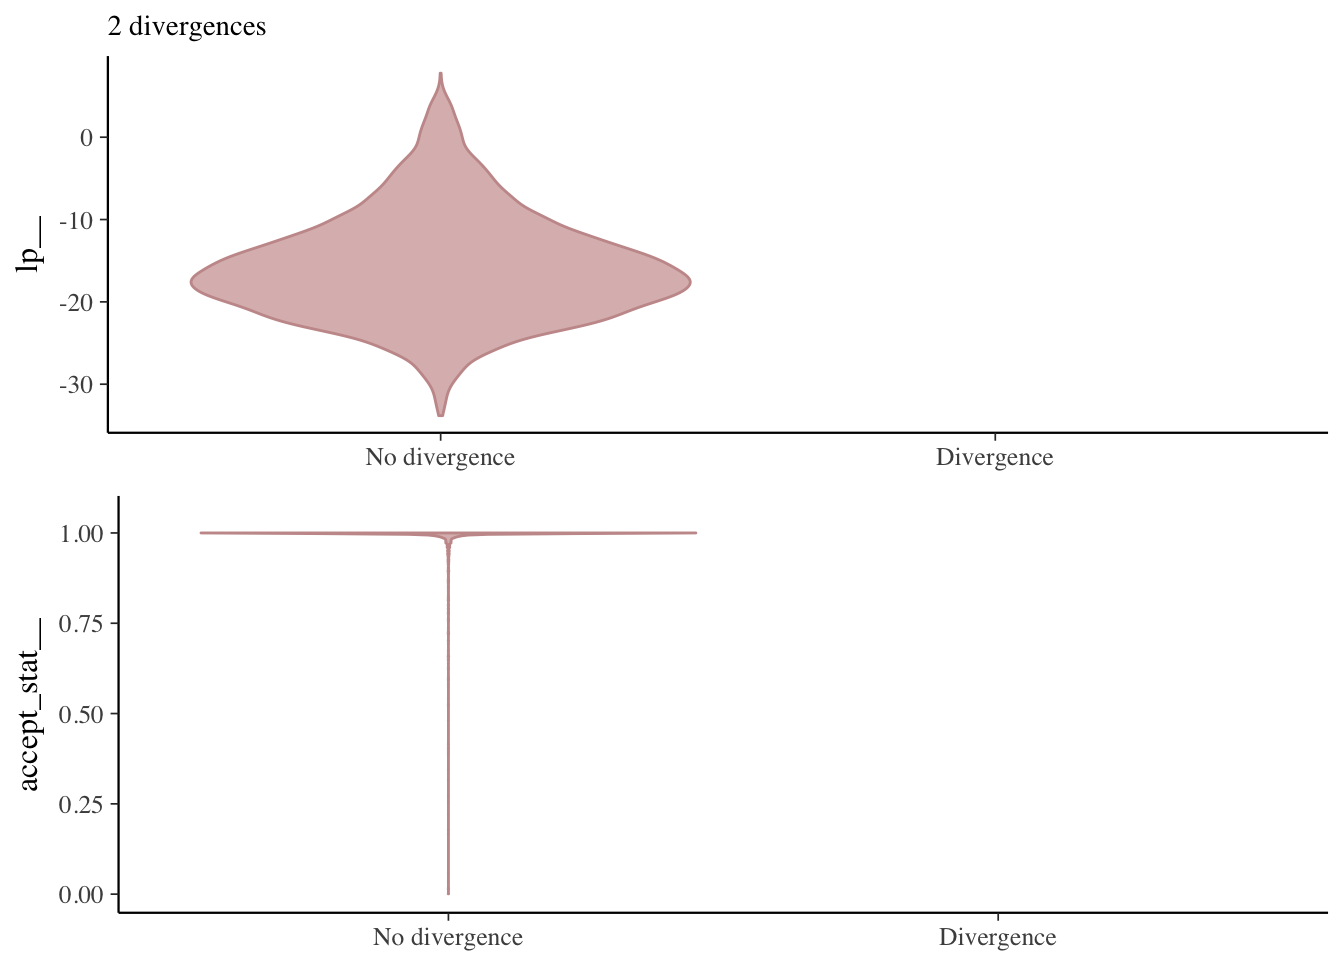 2 divergences
lp__
0
-10
-20
-30
No divergence
Divergence
accept_stat__
1.00
0.75
0.50
0.25
0.00
No divergence
Divergence